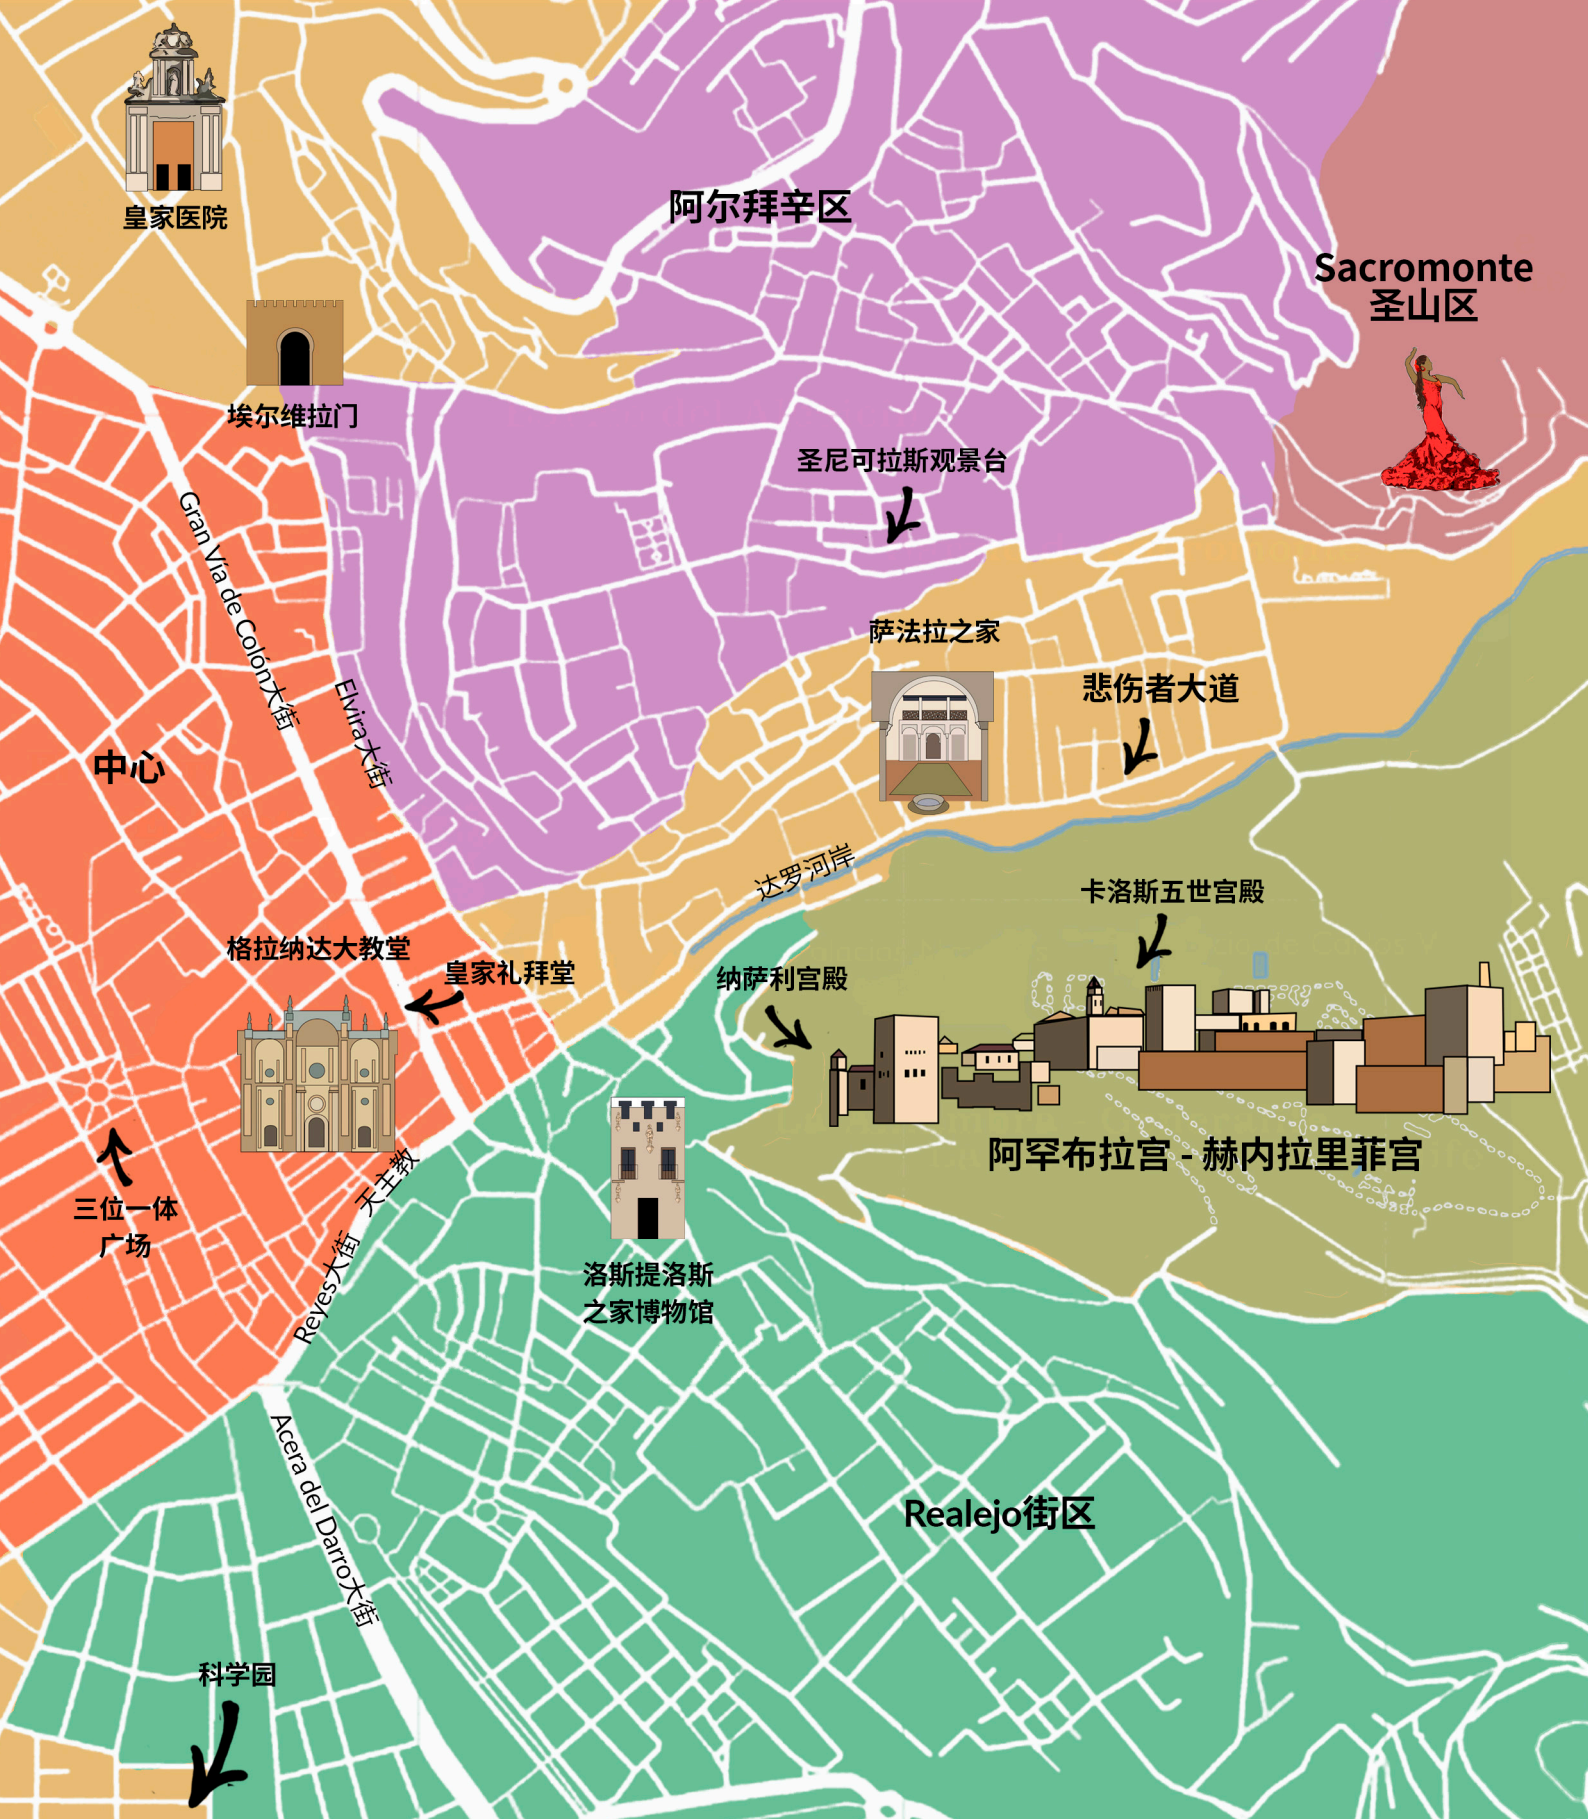 皇家医院
阿尔拜辛区
Sacromonte
圣山区
埃尔维拉门
圣尼可拉斯观景台
Gran Vía de Colón大街
萨法拉之家
悲伤者大道
Elvira大街
中心
达罗河岸
卡洛斯五世宫殿
格拉纳达大教堂
皇家礼拜堂
纳萨利宫殿
阿罕布拉宫 - 赫内拉里菲宫
三位一体
广场
Reyes大街 天主教
洛斯提洛斯
之家博物馆
Acera del Darro大街
Realejo街区
科学园